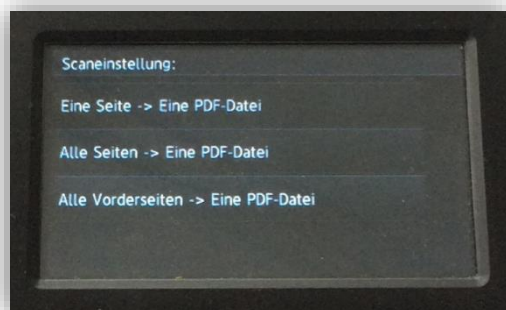 Scaneinstellung:
Eine Seite -> Eine PDF-Datei
Alle Seiten -> Eine PDF-Datei
Alle Vorderseiten -> Eine PDF-Datei